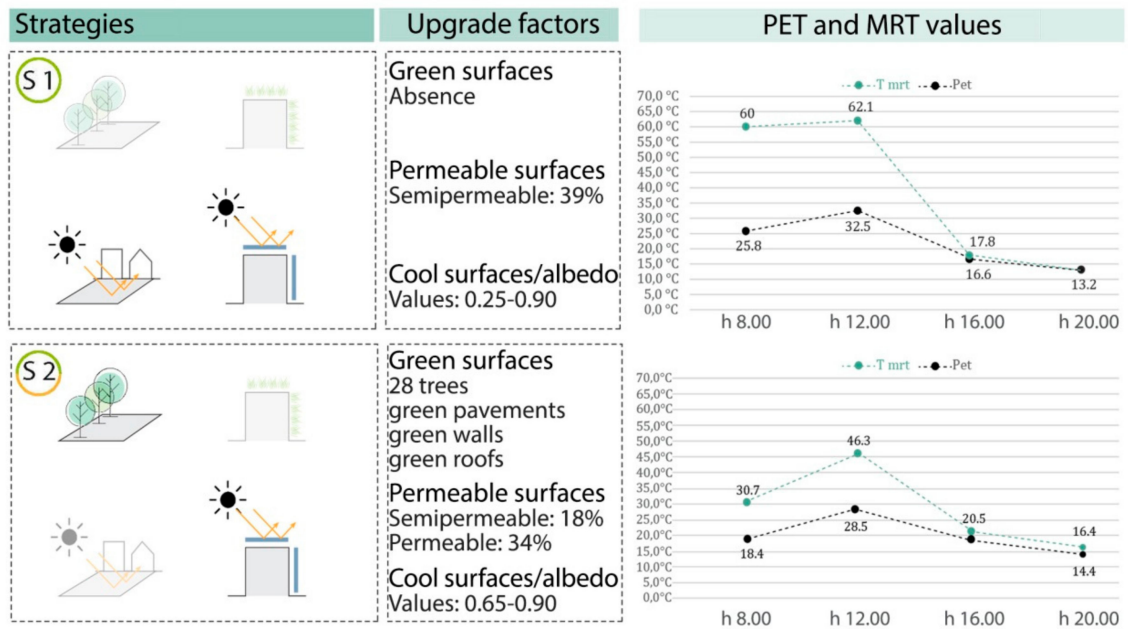 Strategies
Upgrade factors
PET and MRT values
S 1
Green surfaces
Absence
Permeable surfaces
Semipermeable: 39%
Cool surfaces/albedo
Values: 0.25-0.90
T mrt
Pet
70,0 °C
65,0 °C
60,0 °C
55,0 °C
50,0 °C
45,0 °C
40,0 °C
35,0 °C
30,0 °C
25,0 °C
20,0 °C
15,0 °C
10,0 °C
5,0 °C
0,0 °C
60
62.1
17.8
25.8
32.5
16.6
13.2
h 8.00
h 12.00
h 16.00
h 20.00
S 2
Green surfaces
28 trees
green pavements
green walls
green roofs
Permeable surfaces
Semipermeable: 18%
Permeable: 34%
Cool surfaces/albedo
Values: 0.65-0.90
T mrt
Pet
70,0°C
65,0°C
60,0°C
55,0°C
50,0°C
45,0°C
40,0°C
35,0°C
30,0°C
25,0°C
20,0°C
15,0°C
10,0°C
5,0°C
0,0°C
30.7
46.3
20.5
16.4
18.4
28.5
14.4
h 8.00
h 12.00
h 16.00
h 20.00